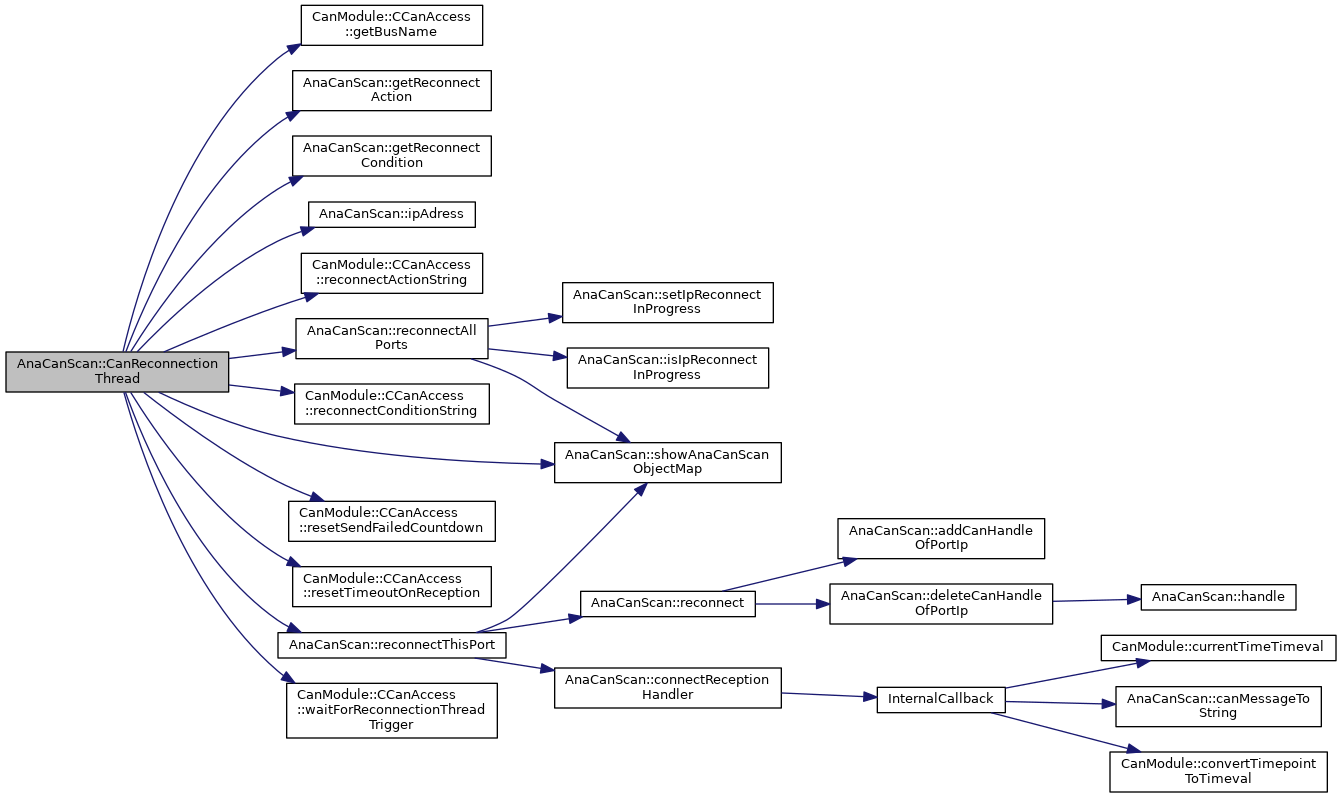 CanModule::CCanAccess
::getBusName
AnaCanScan::getReconnect
Action
AnaCanScan::getReconnect
Condition
AnaCanScan::ipAdress
CanModule::CCanAccess
::reconnectActionString
AnaCanScan::setIpReconnect
InProgress
AnaCanScan::reconnectAll
Ports
AnaCanScan::isIpReconnect
InProgress
AnaCanScan::CanReconnection
Thread
CanModule::CCanAccess
::reconnectConditionString
AnaCanScan::showAnaCanScan
ObjectMap
CanModule::CCanAccess
::resetSendFailedCountdown
AnaCanScan::addCanHandle
OfPortIp
CanModule::CCanAccess
::resetTimeoutOnReception
AnaCanScan::reconnect
AnaCanScan::deleteCanHandle
OfPortIp
AnaCanScan::handle
AnaCanScan::reconnectThisPort
CanModule::currentTimeTimeval
AnaCanScan::connectReception
Handler
InternalCallback
AnaCanScan::canMessageTo
String
CanModule::CCanAccess
::waitForReconnectionThread
Trigger
CanModule::convertTimepoint
ToTimeval